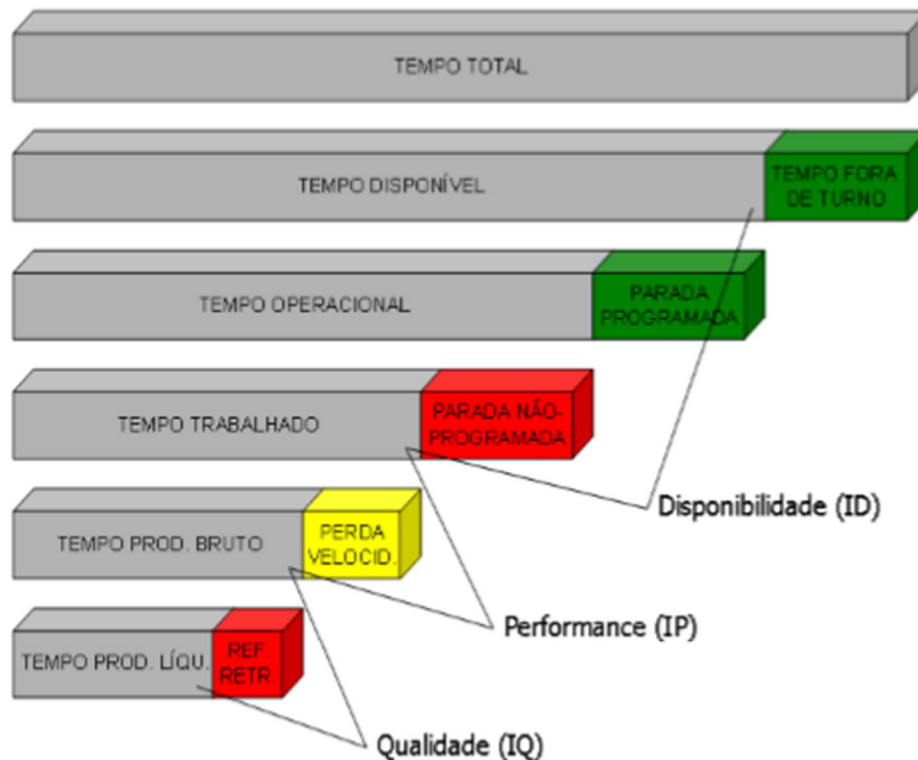 TEMPO TOTAL
TEMPO DISPONÍVEL
TEMPO FORA
DE TURNO
TEMPO OPERACIONAL
PARADA
PROGRAMADA
TEMPO TRABALHADO
PARADA NÃO-
PROGRAMADA
Disponibilidade (ID)
TEMPO PROD. BRUTO
PERDA
VELOCID.
Performance (IP)
TEMPO PROD. LÍQU.
REF.
RETR.
Qualidade (IQ)